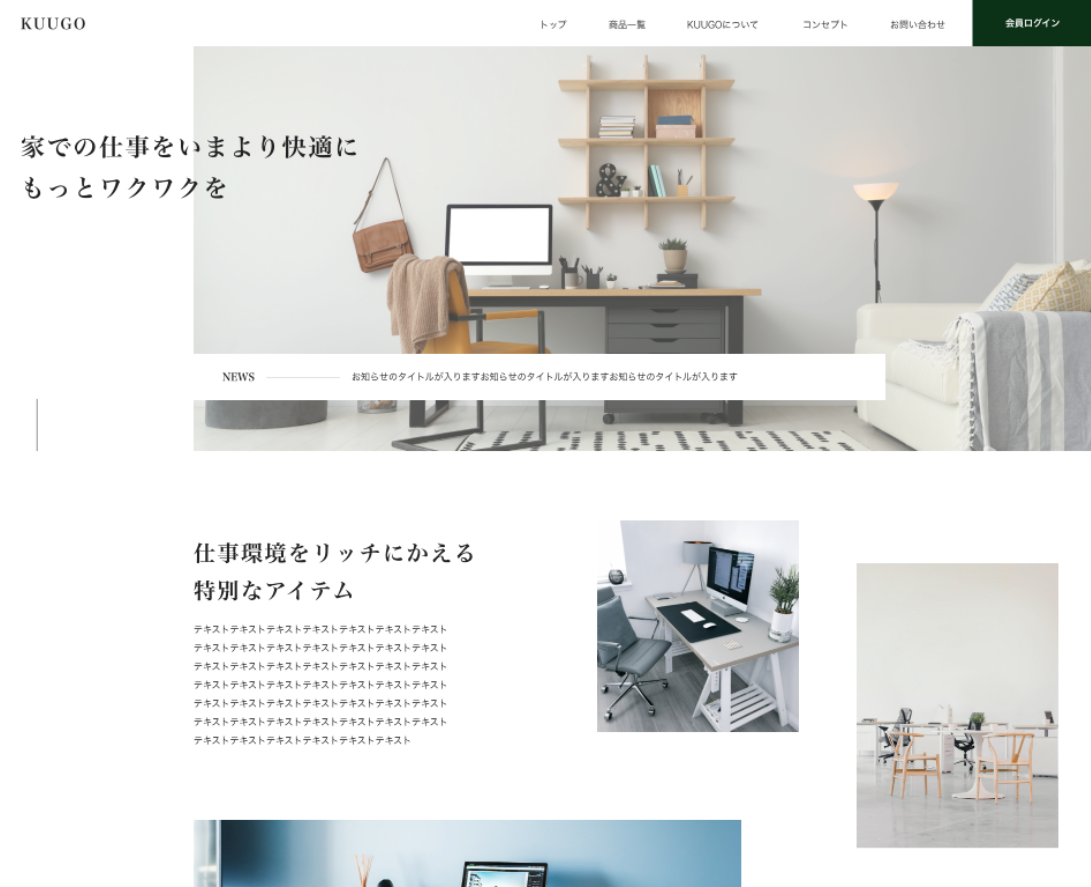 KUUGO
トップ
商品一覧
KUUGOについて
コンセプト
お問い合わせ
会員ログイン
家での仕事をいまより快適に
もっとワクワクを
NEWS
お知らせのタイトルが入りますお知らせのタイトルが入りますお知らせのタイトルが入ります
仕事環境をリッチにかえる
特別なアイテム
テキストテキストテキストテキストテキストテキストテキスト
テキストテキストテキストテキストテキストテキストテキスト
テキストテキストテキストテキストテキストテキストテキスト
テキストテキストテキストテキストテキストテキストテキスト
テキストテキストテキストテキストテキストテキストテキスト
テキストテキストテキストテキストテキストテキストテキスト
テキストテキストテキストテキストテキストテキスト